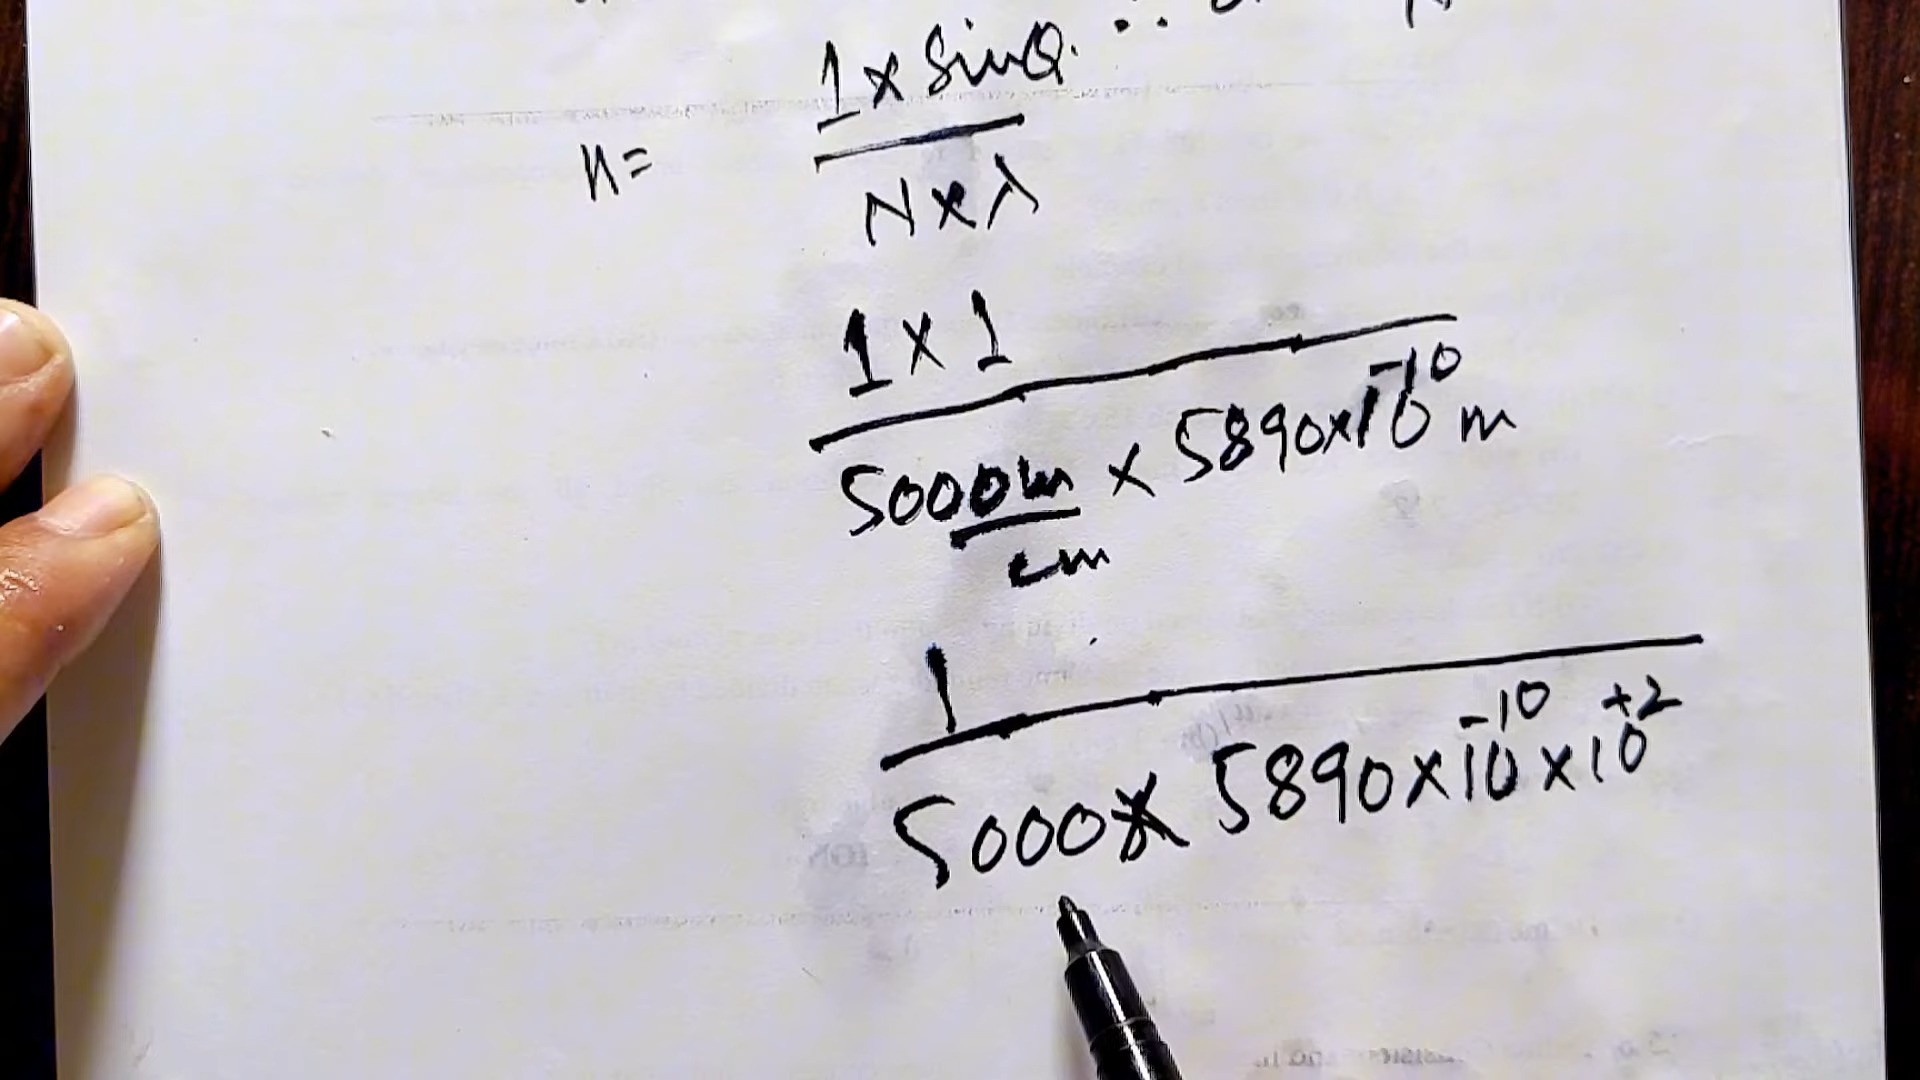 1 × sinθ. ∴
n =
N × λ
1 × 1
5000 m × 5890×10⁻¹⁰ m
cm
1
5000 × 5890×10⁻¹⁰×10⁺²